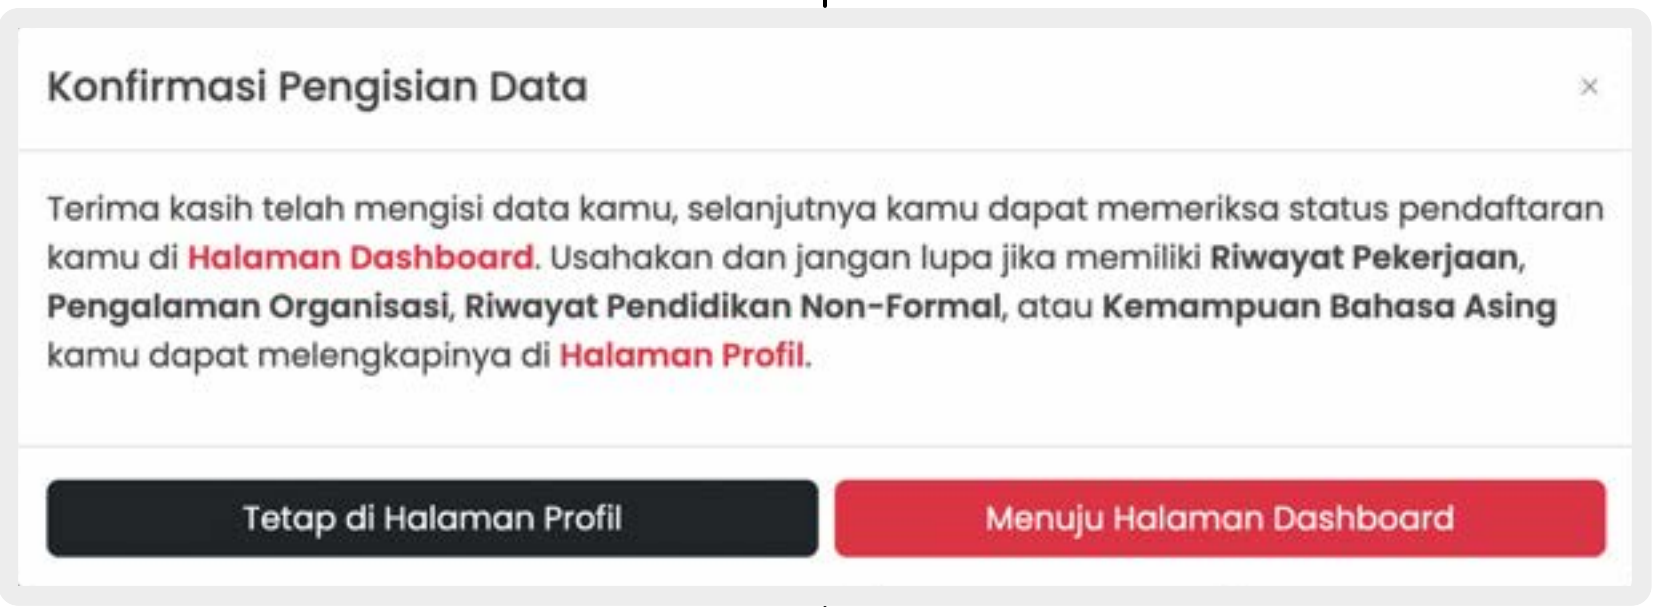 Konfirmasi Pengisian Data
×
Terima kasih telah mengisi data kamu, selanjutnya kamu dapat memeriksa status pendaftaran
kamu di Halaman Dashboard. Usahakan dan jangan lupa jika memiliki Riwayat Pekerjaan,
Pengalaman Organisasi, Riwayat Pendidikan Non-Formal, atau Kemampuan Bahasa Asing
kamu dapat melengkapinya di Halaman Profil.
Tetap di Halaman Profil
Menuju Halaman Dashboard